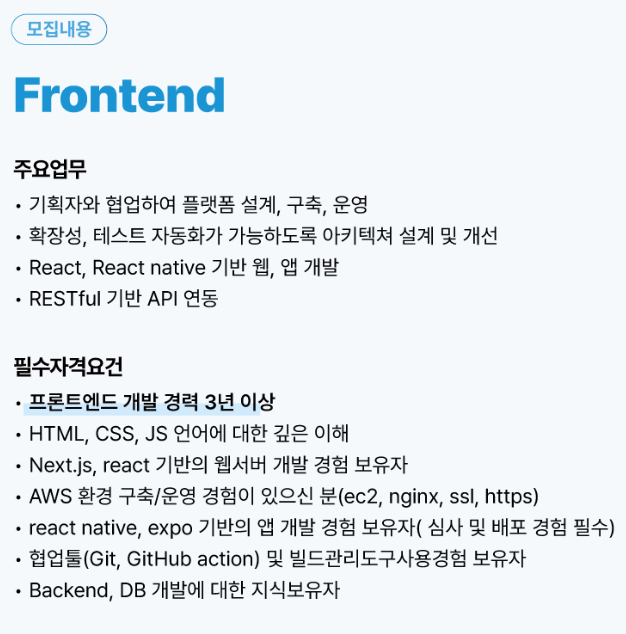 모집내용
Frontend
주요업무
• 기획자와 협업하여 플랫폼 설계, 구축, 운영
• 확장성, 테스트 자동화가 가능하도록 아키텍쳐 설계 및 개선
• React, React native 기반 웹, 앱 개발
• RESTful 기반 API 연동
필수자격요건
• 프론트엔드 개발 경력 3년 이상
• HTML, CSS, JS 언어에 대한 깊은 이해
• Next.js, react 기반의 웹서버 개발 경험 보유자
• AWS 환경 구축/운영 경험이 있으신 분(ec2, nginx, ssl, https)
• react native, expo 기반의 앱 개발 경험 보유자( 심사 및 배포 경험 필수)
• 협업툴(Git, GitHub action) 및 빌드관리도구사용경험 보유자
• Backend, DB 개발에 대한 지식보유자